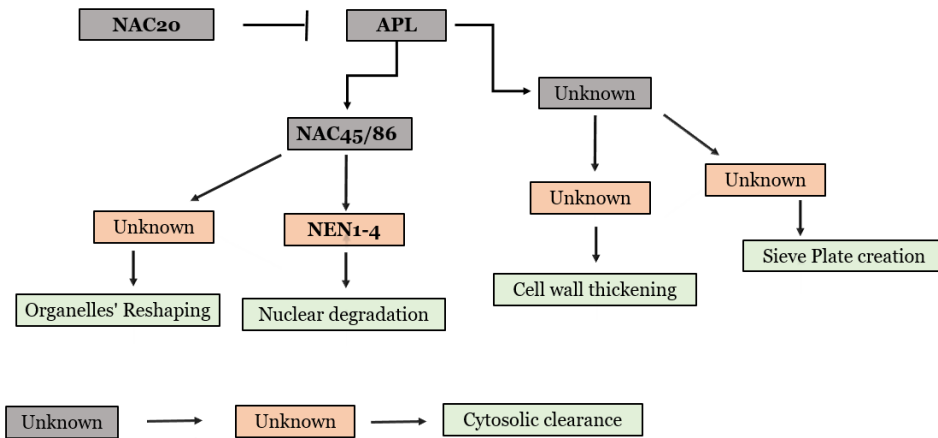 NAC20
APL
Unknown
NAC45/86
Unknown
Unknown
Unknown
NEN1-4
Sieve Plate creation
Cell wall thickening
Organelles' Reshaping
Nuclear degradation
Unknown
Unknown
Cytosolic clearance